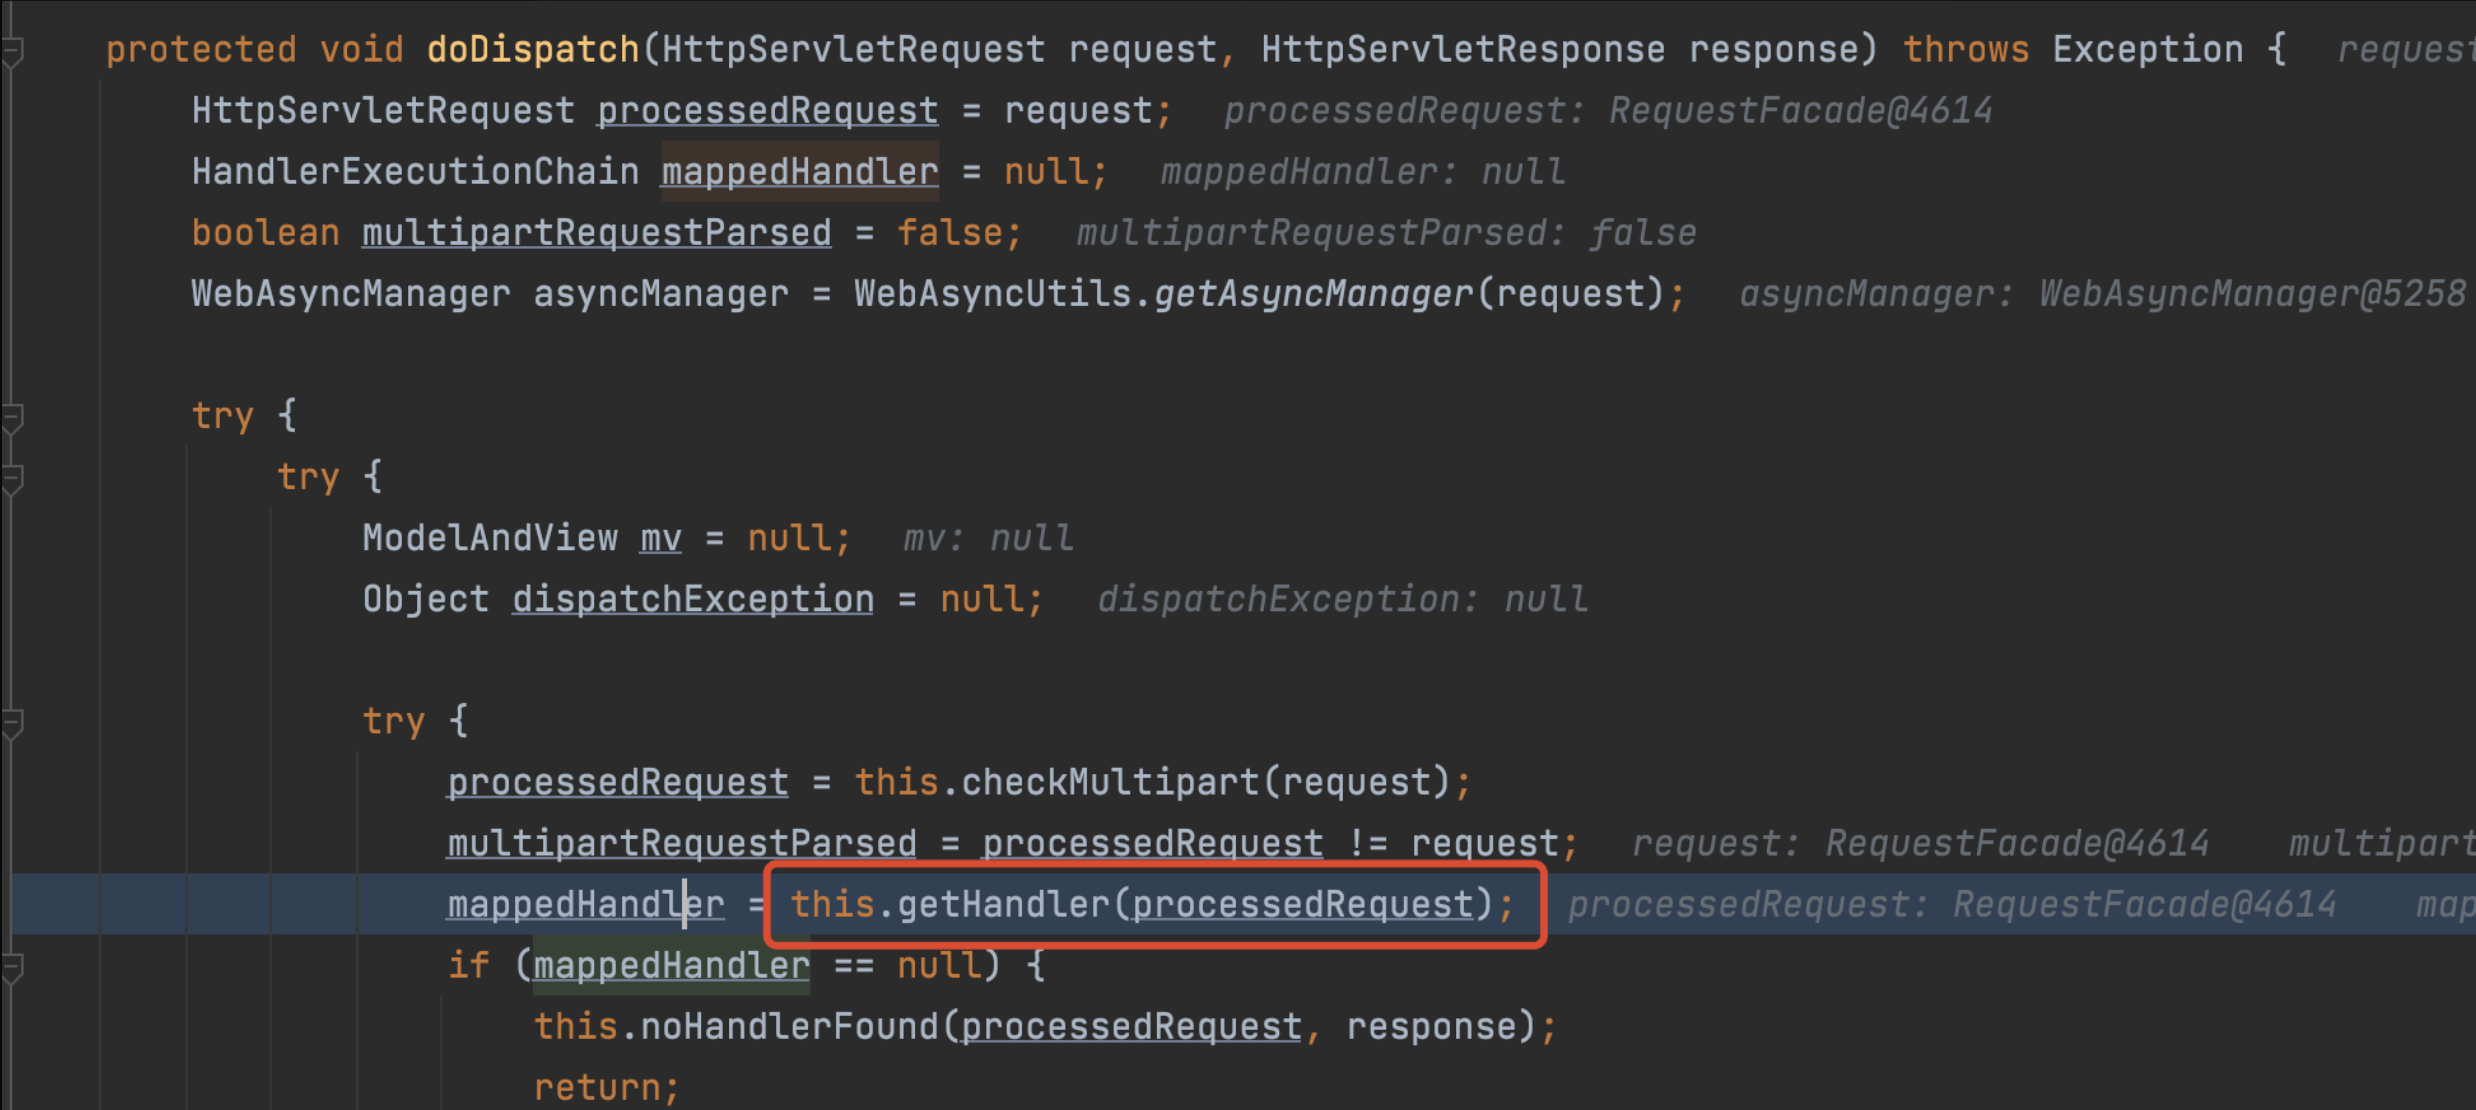 protected void doDispatch(HttpServletRequest request, HttpServletResponse response) throws Exception { request
HttpServletRequest processedRequest = request; processedRequest: RequestFacade@4614
HandlerExecutionChain mappedHandler = null; mappedHandler: null
boolean multipartRequestParsed = false; multipartRequestParsed: false
WebAsyncManager asyncManager = WebAsyncUtils.getAsyncManager(request); asyncManager: WebAsyncManager@5258
try {
try {
ModelAndView mv = null; mv: null
Object dispatchException = null; dispatchException: null
try {
processedRequest = this.checkMultipart(request);
multipartRequestParsed = processedRequest != request; request: RequestFacade@4614 multipart
mappedHandler = this.getHandler(processedRequest); processedRequest: RequestFacade@4614 map
if (mappedHandler == null) {
this.noHandlerFound(processedRequest, response);
return;